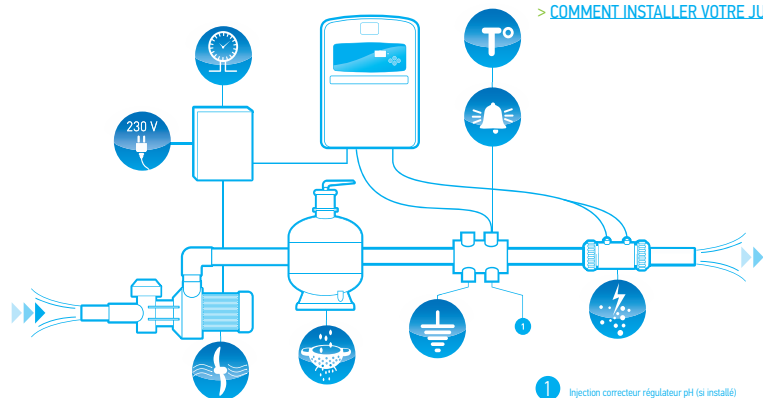 > COMMENT INSTALLER VOTRE JU
T°
230 V
1
1 Injection correcteur régulateur pH (si installé)